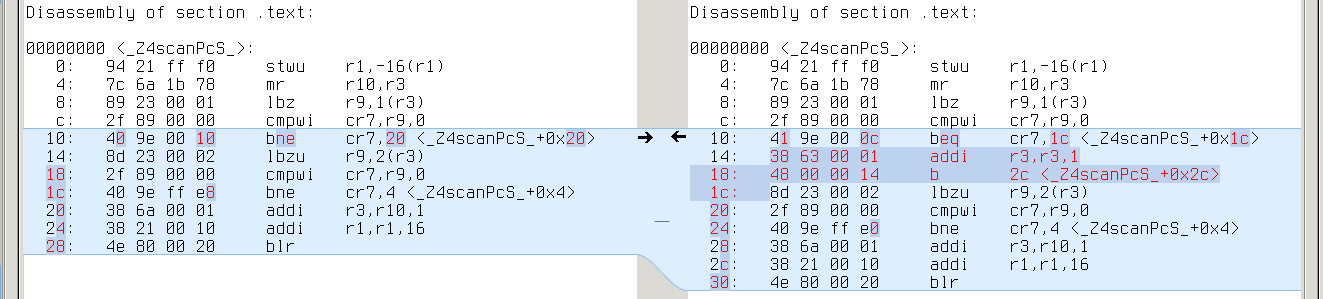 Disassembly of section .text:
00000000 <_Z4scanPcS_>:
0: 94 21 ff f0 stwu r1,-16(r1)
4: 7c 6a 1b 78 mr r10,r3
8: 89 23 00 01 lbz r9,1(r3)
c: 2f 89 00 00 cmpwi cr7,r9,0
10: 40 9e 00 10 bne cr7,20 <_Z4scanPcS_+0x20>
14: 8d 23 00 02 lbzu r9,2(r3)
18: 2f 89 00 00 cmpwi cr7,r9,0
1c: 40 9e ff e8 bne cr7,4 <_Z4scanPcS_+0x4>
20: 38 6a 00 01 addi r3,r10,1
24: 38 21 00 10 addi r1,r1,16
28: 4e 80 00 20 blr
Disassembly of section .text:
00000000 <_Z4scanPcS_>:
0: 94 21 ff f0 stwu r1,-16(r1)
4: 7c 6a 1b 78 mr r10,r3
8: 89 23 00 01 lbz r9,1(r3)
c: 2f 89 00 00 cmpwi cr7,r9,0
10: 41 9e 00 0c beq cr7,1c <_Z4scanPcS_+0x1c>
14: 38 63 00 01 addi r3,r3,1
18: 48 00 00 14 b 2c <_Z4scanPcS_+0x2c>
1c: 8d 23 00 02 lbzu r9,2(r3)
20: 2f 89 00 00 cmpwi cr7,r9,0
24: 40 9e ff e0 bne cr7,4 <_Z4scanPcS_+0x4>
28: 38 6a 00 01 addi r3,r10,1
2c: 38 21 00 10 addi r1,r1,16
30: 4e 80 00 20 blr